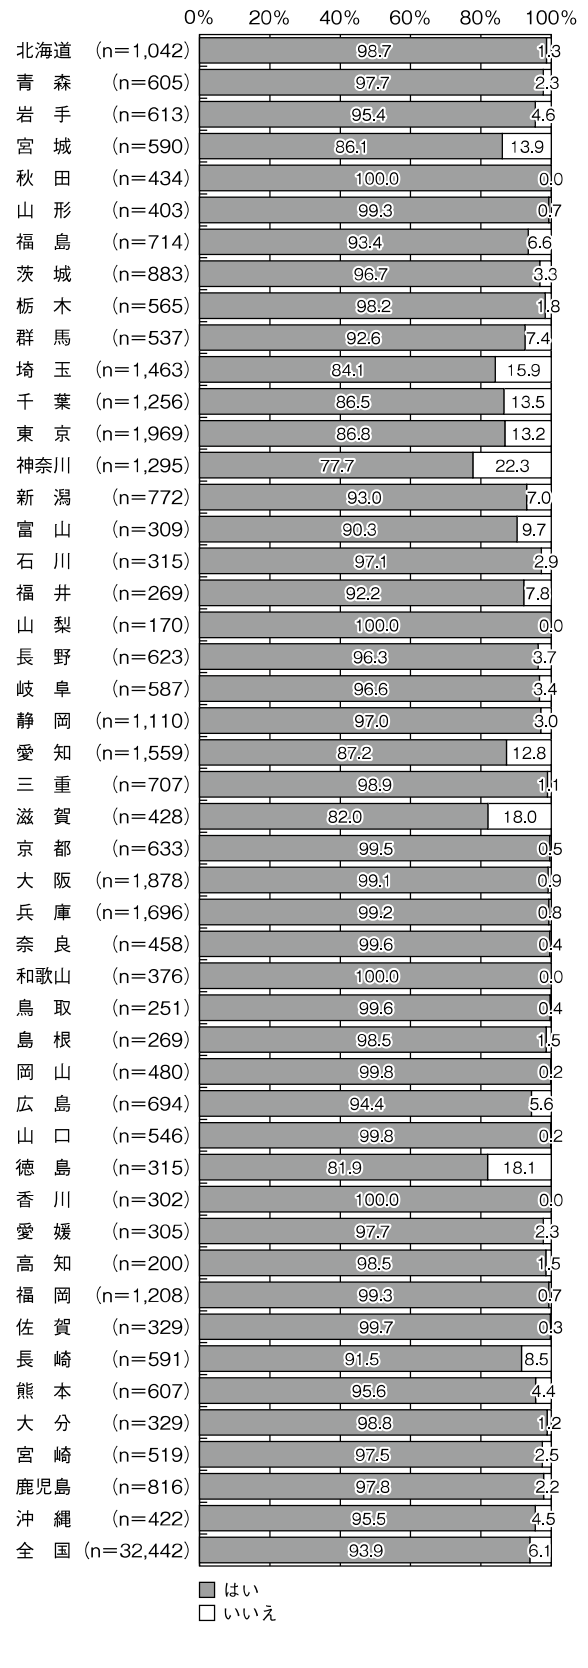 0% 20% 40% 60% 80% 100%
北海道 (n=1,042) 98.7 1.3
青 森 (n=605) 97.7 2.3
岩 手 (n=613) 95.4 4.6
宮 城 (n=590) 86.1 13.9
秋 田 (n=434) 100.0 0.0
山 形 (n=403) 99.3 0.7
福 島 (n=714) 93.4 6.6
茨 城 (n=883) 96.7 3.3
栃 木 (n=565) 98.2 1.8
群 馬 (n=537) 92.6 7.4
埼 玉 (n=1,463) 84.1 15.9
千 葉 (n=1,256) 86.5 13.5
東 京 (n=1,969) 86.8 13.2
神奈川 (n=1,295) 77.7 22.3
新 潟 (n=772) 93.0 7.0
富 山 (n=309) 90.3 9.7
石 川 (n=315) 97.1 2.9
福 井 (n=269) 92.2 7.8
山 梨 (n=170) 100.0 0.0
長 野 (n=623) 96.3 3.7
岐 阜 (n=587) 96.6 3.4
静 岡 (n=1,110) 97.0 3.0
愛 知 (n=1,559) 87.2 12.8
三 重 (n=707) 98.9 1.1
滋 賀 (n=428) 82.0 18.0
京 都 (n=633) 99.5 0.5
大 阪 (n=1,878) 99.1 0.9
兵 庫 (n=1,696) 99.2 0.8
奈 良 (n=458) 99.6 0.4
和歌山 (n=376) 100.0 0.0
鳥 取 (n=251) 99.6 0.4
島 根 (n=269) 98.5 1.5
岡 山 (n=480) 99.8 0.2
広 島 (n=694) 94.4 5.6
山 口 (n=546) 99.8 0.2
徳 島 (n=315) 81.9 18.1
香 川 (n=302) 100.0 0.0
愛 媛 (n=305) 97.7 2.3
高 知 (n=200) 98.5 1.5
福 岡 (n=1,208) 99.3 0.7
佐 賀 (n=329) 99.7 0.3
長 崎 (n=591) 91.5 8.5
熊 本 (n=607) 95.6 4.4
大 分 (n=329) 98.8 1.2
宮 崎 (n=519) 97.5 2.5
鹿児島 (n=816) 97.8 2.2
沖 縄 (n=422) 95.5 4.5
全 国 (n=32,442) 93.9 6.1
はい
いいえ